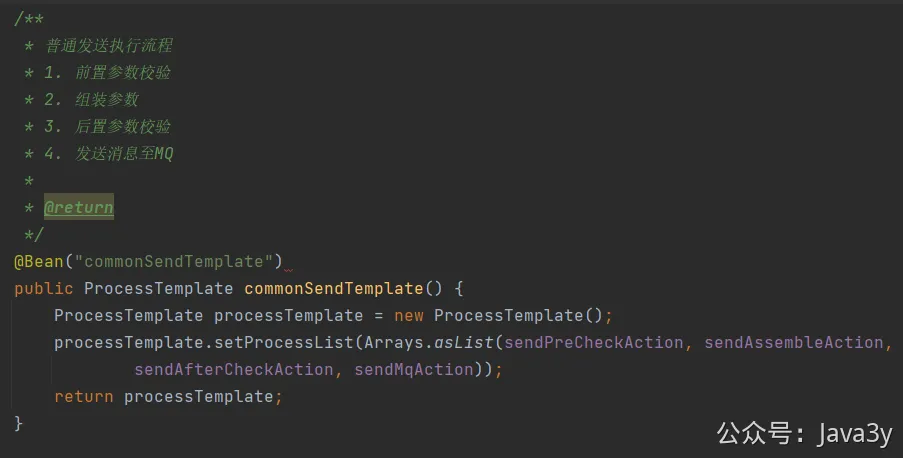 /**
 * 普通发送执行流程
 * 1. 前置参数校验
 * 2. 组装参数
 * 3. 后置参数校验
 * 4. 发送消息至MQ
 *
 * @return
 */
@Bean("commonSendTemplate")
public ProcessTemplate commonSendTemplate() {
    ProcessTemplate processTemplate = new ProcessTemplate();
    processTemplate.setProcessList(Arrays.asList(sendPreCheckAction, sendAssembleAction,
            sendAfterCheckAction, sendMqAction));
    return processTemplate;
}
公众号：Java3y